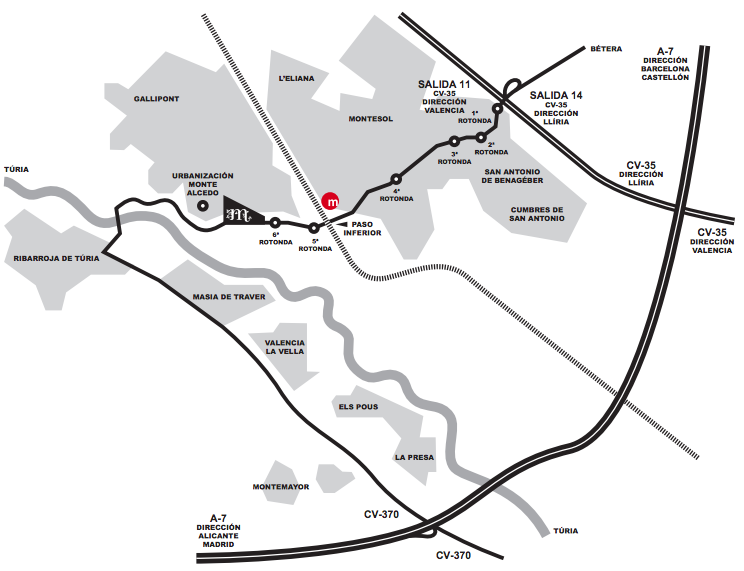 BÉTERA
A-7
DIRECCIÓN
BARCELONA
CASTELLÓN
L'ELIANA
SALIDA 11
CV-35
DIRECCIÓN
VALENCIA
SALIDA 14
CV-35
DIRECCIÓN
LLÍRIA
GALLIPONT
MONTESOL
1ª
ROTONDA
2ª
ROTONDA
3ª
ROTONDA
4ª
ROTONDA
SAN ANTONIO
DE BENAGÉBER
CV-35
DIRECCIÓN
LLÍRIA
TÚRIA
URBANIZACIÓN
MONTE
ALCEDO
m
m
CUMBRES DE
SAN ANTONIO
PASO
INFERIOR
6ª
ROTONDA
5ª
ROTONDA
CV-35
DIRECCIÓN
VALENCIA
RIBARROJA DE TÚRIA
MASIA DE TRAVER
VALENCIA
LA VELLA
ELS POUS
LA PRESA
MONTEMAYOR
CV-370
A-7
DIRECCIÓN
ALICANTE
MADRID
TÚRIA
CV-370